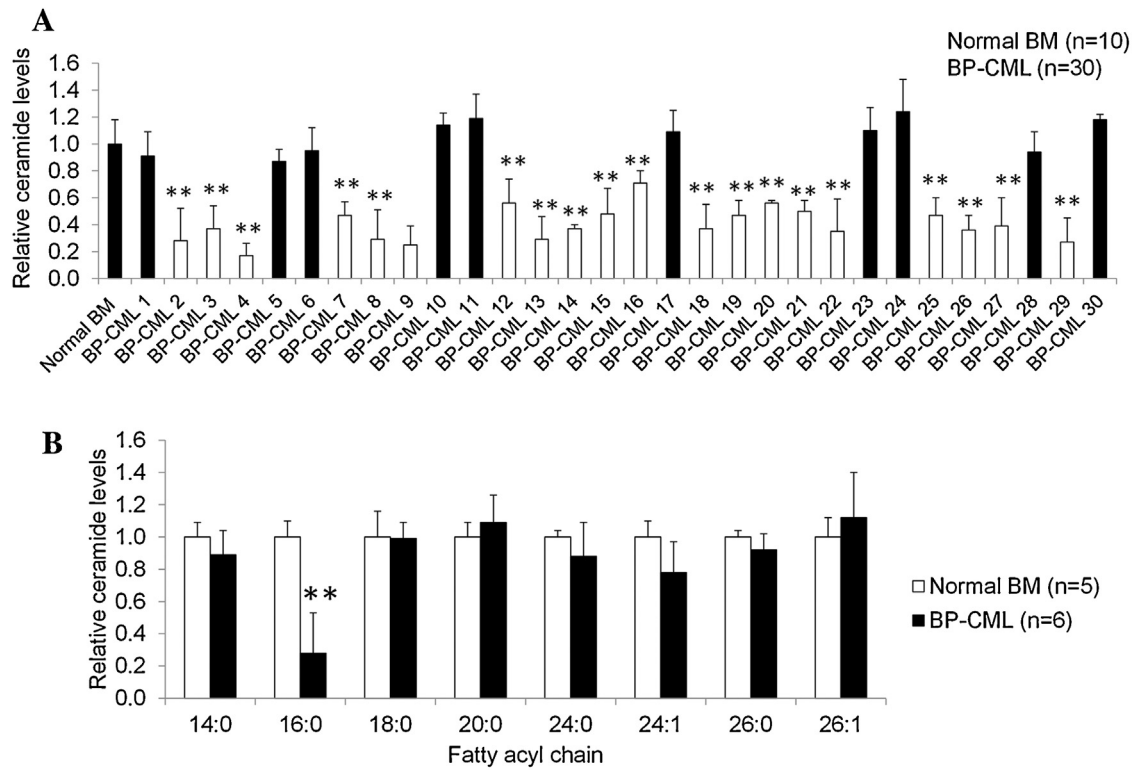 A
Normal BM (n=10)
BP-CML (n=30)
Relative ceramide levels
1.6
1.4
1.2
1.0
0.8
0.6
0.4
0.2
0.0
** ** ** ** ** ** ** ** ** ** ** ** ** ** ** ** ** ** **
Normal BM
BP-CML 1
BP-CML 2
BP-CML 3
BP-CML 4
BP-CML 5
BP-CML 6
BP-CML 7
BP-CML 8
BP-CML 9
BP-CML 10
BP-CML 11
BP-CML 12
BP-CML 13
BP-CML 14
BP-CML 15
BP-CML 16
BP-CML 17
BP-CML 18
BP-CML 19
BP-CML 20
BP-CML 21
BP-CML 22
BP-CML 23
BP-CML 24
BP-CML 25
BP-CML 26
BP-CML 27
BP-CML 28
BP-CML 29
BP-CML 30
B
Relative ceramide levels
1.6
1.4
1.2
1.0
0.8
0.6
0.4
0.2
0.0
**
Normal BM (n=5)
BP-CML (n=6)
14:0 16:0 18:0 20:0 24:0 24:1 26:0 26:1
Fatty acyl chain